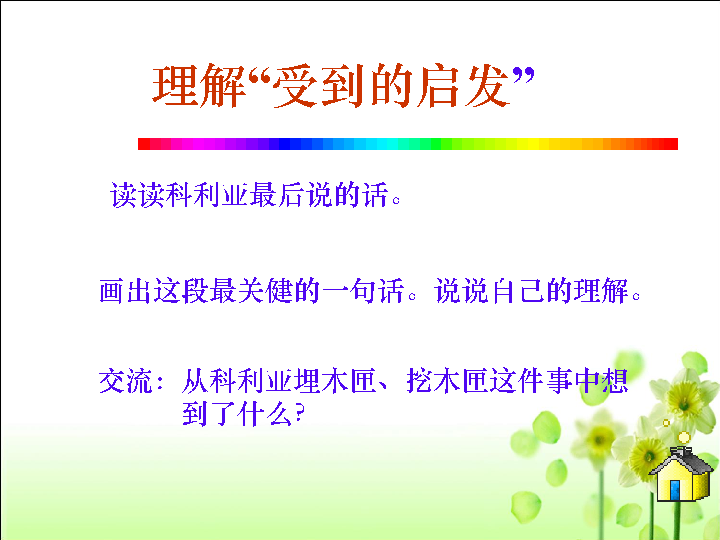 理解“受到的启发”
读读科利亚最后说的话。
画出这段最关健的一句话。说说自己的理解。
交流：从科利亚埋木匣、挖木匣这件事中想
到了什么？